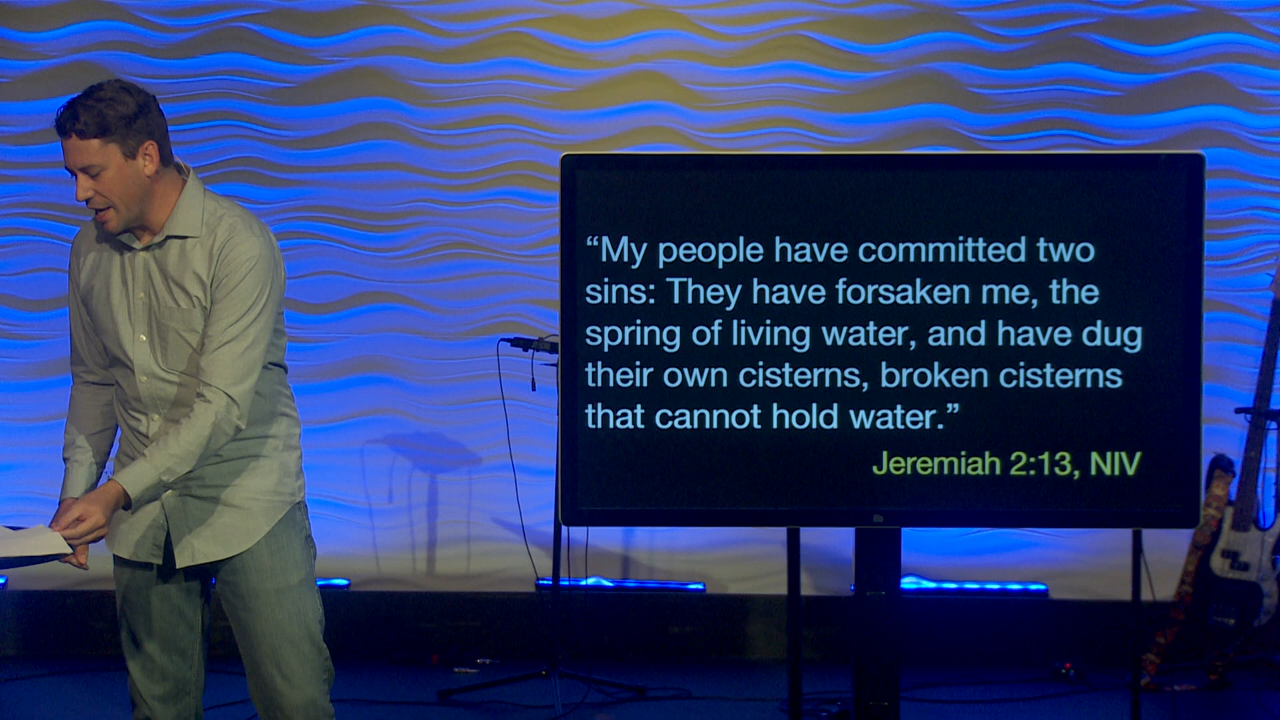 “My people have committed two
sins: They have forsaken me, the
spring of living water, and have dug
their own cisterns, broken cisterns
that cannot hold water.”
Jeremiah 2:13, NIV